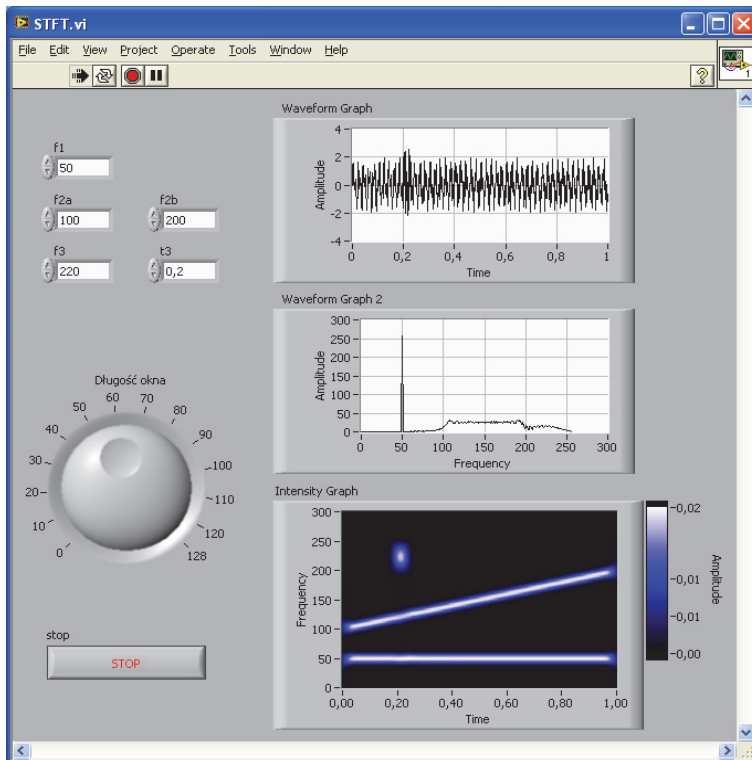 STFT.vi
File Edit View Project Operate Tools Window Help
1
f1
50
f2a
100
f2b
200
f3
220
t3
0,2
Długość okna
0 10 20 30 40 50 60 70 80 90 100 110 120 128
stop
STOP
Waveform Graph
Amplitude
4
2
0
-2
-4
0 0,2 0,4 0,6 0,8 1
Time
Waveform Graph 2
Amplitude
300
250
200
150
100
50
0
0 50 100 150 200 250 300
Frequency
Intensity Graph
Frequency
300
250
200
150
100
50
0
0,00 0,20 0,40 0,60 0,80 1,00
Time
-0,02
-0,01
-0,01
-0,00
Amplitude